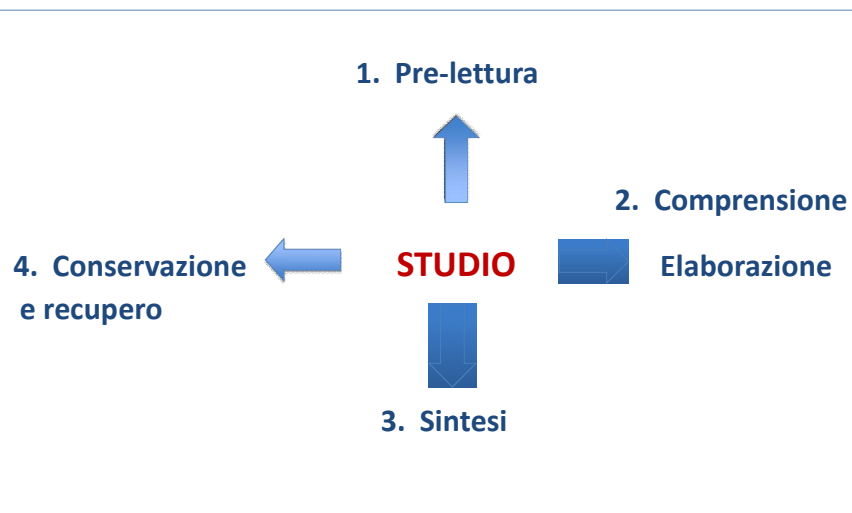 1. Pre-lettura
2. Comprensione
4. Conservazione
STUDIO
Elaborazione
e recupero
3. Sintesi